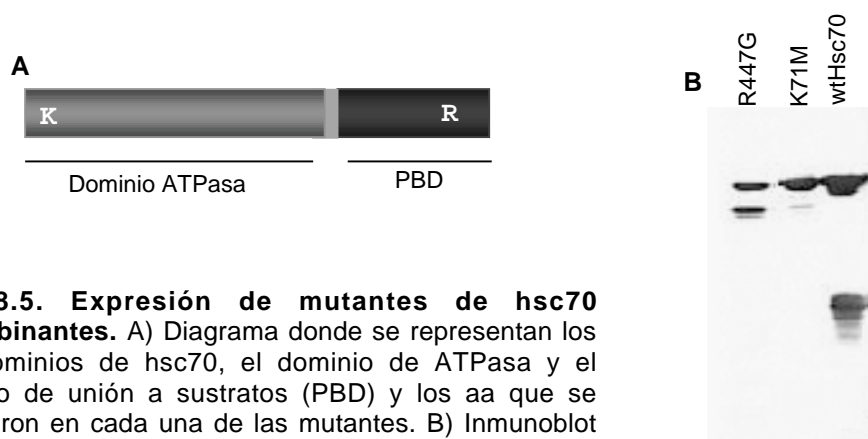 A
K
R
Dominio ATPasa
PBD
B
R447G
K71M
wtHsc70
8.5. Expresión de mutantes de hsc70
binantes. A) Diagrama donde se representan los
ominios de hsc70, el dominio de ATPasa y el
o de unión a sustratos (PBD) y los aa que se
ron en cada una de las mutantes. B) Inmunoblot